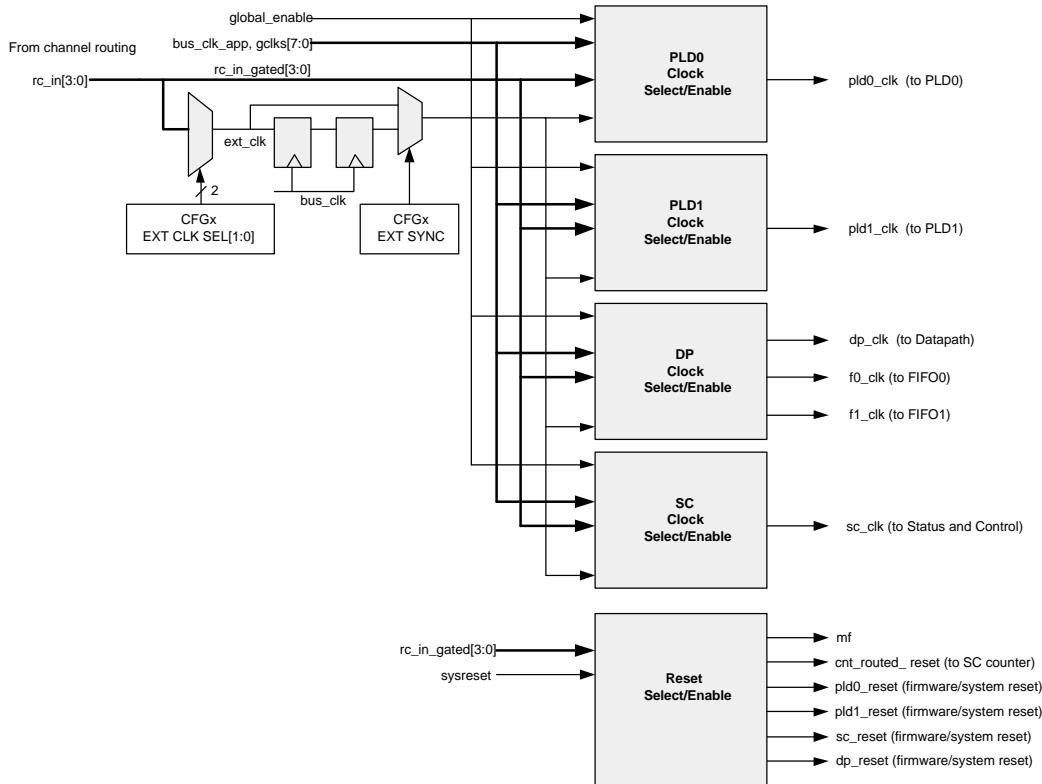 global_enable
From channel routing
bus_clk_app, gclks[7:0]
rc_in[3:0]
rc_in_gated[3:0]
PLD0
Clock
Select/Enable
pld0_clk (to PLD0)
ext_clk
2
bus_clk
CFGx
EXT CLK SEL[1:0]
CFGx
EXT SYNC
PLD1
Clock
Select/Enable
pld1_clk (to PLD1)
DP
Clock
Select/Enable
dp_clk (to Datapath)
f0_clk (to FIFO0)
f1_clk (to FIFO1)
SC
Clock
Select/Enable
sc_clk (to Status and Control)
rc_in_gated[3:0]
sysreset
Reset
Select/Enable
mf
cnt_routed_ reset (to SC counter)
pld0_reset (firmware/system reset)
pld1_reset (firmware/system reset)
sc_reset (firmware/system reset)
dp_reset (firmware/system reset)